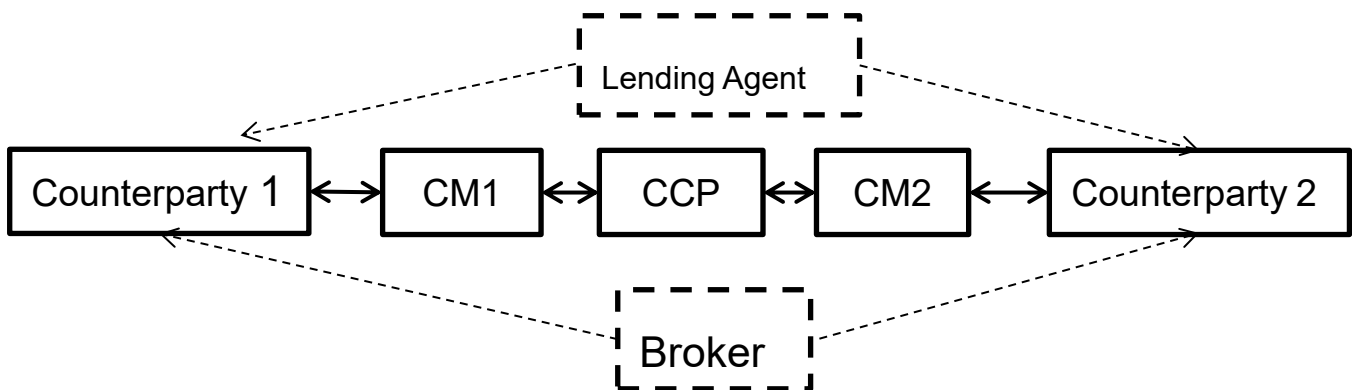 Lending Agent
Counterparty 1
CM1
CCP
CM2
Counterparty 2
Broker